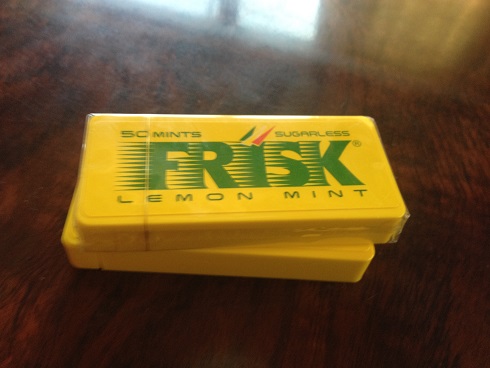 50 MINTS SUGARLESS
FRISK®
LEMON MINT